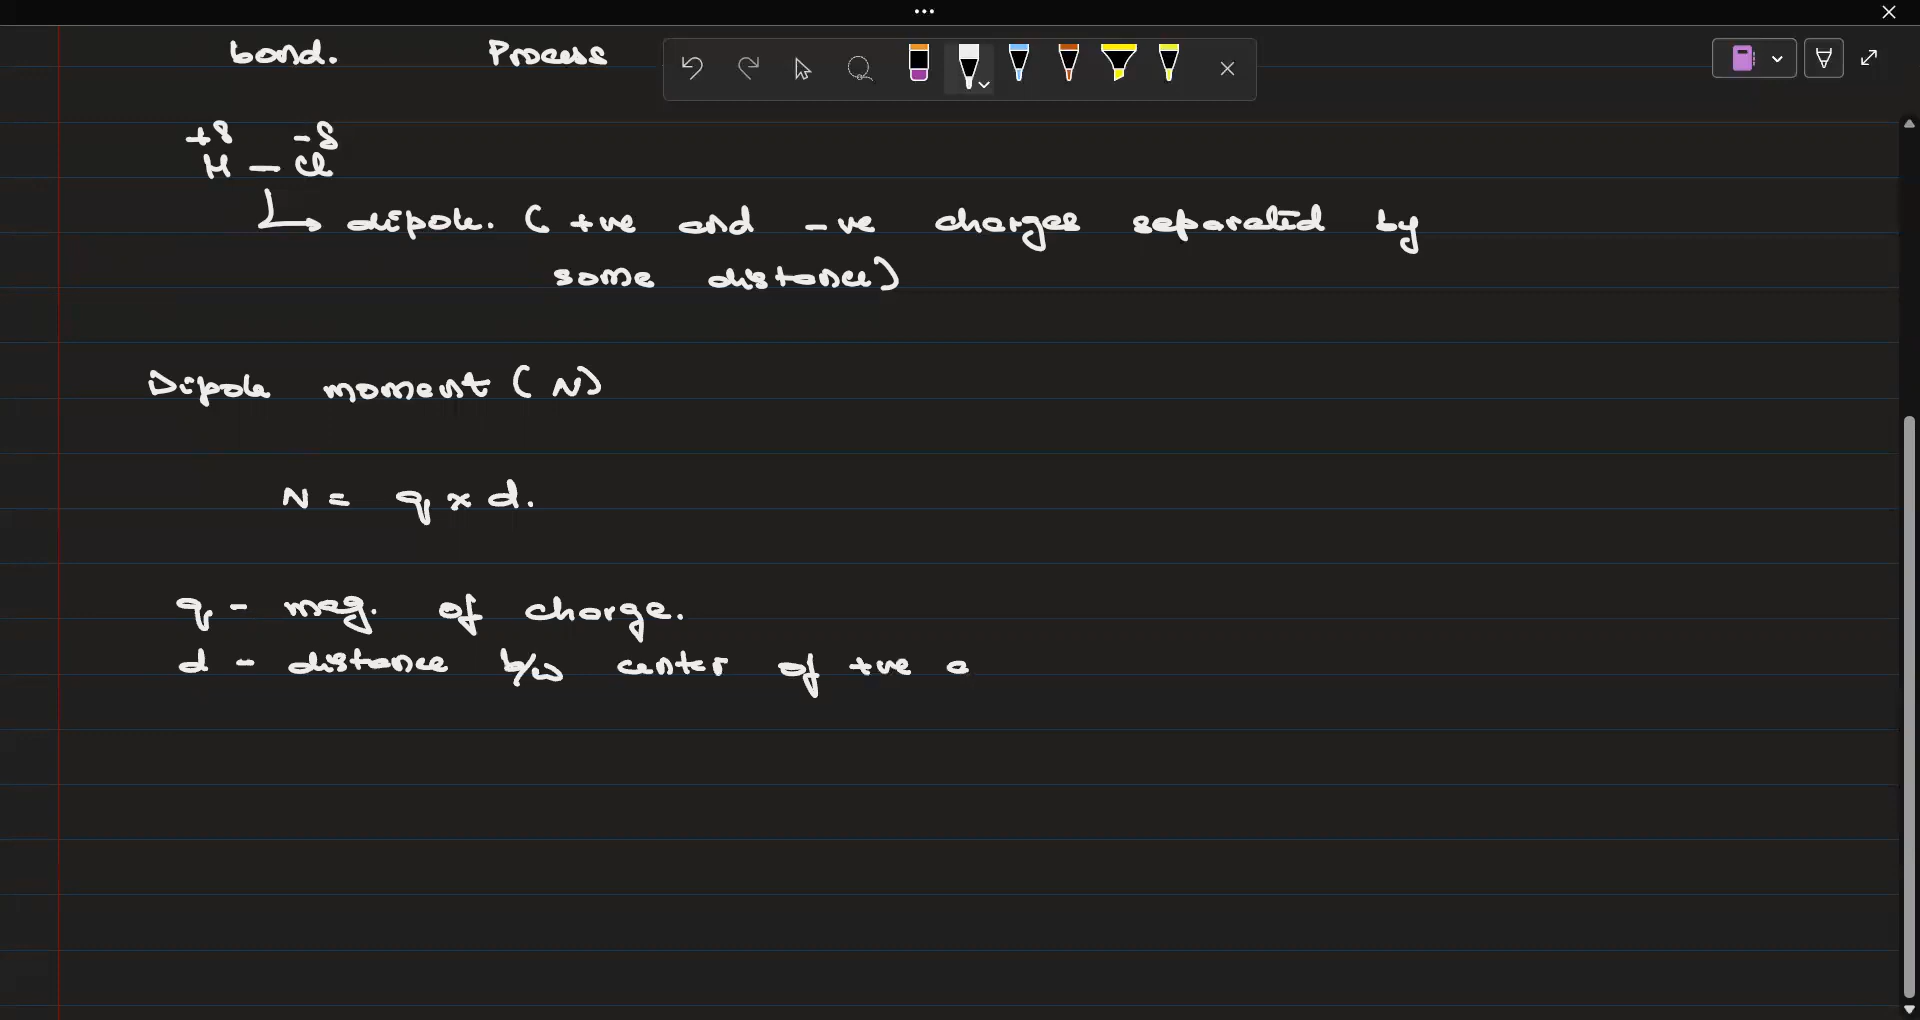 bond. Process
+δ -δ
H - Cl
↳ dipole. ( +ve and -ve charges separated by
some distance)
Dipole moment ( μ)
μ = q × d.
q - mag. of charge.
d - distance b/w center of +ve a